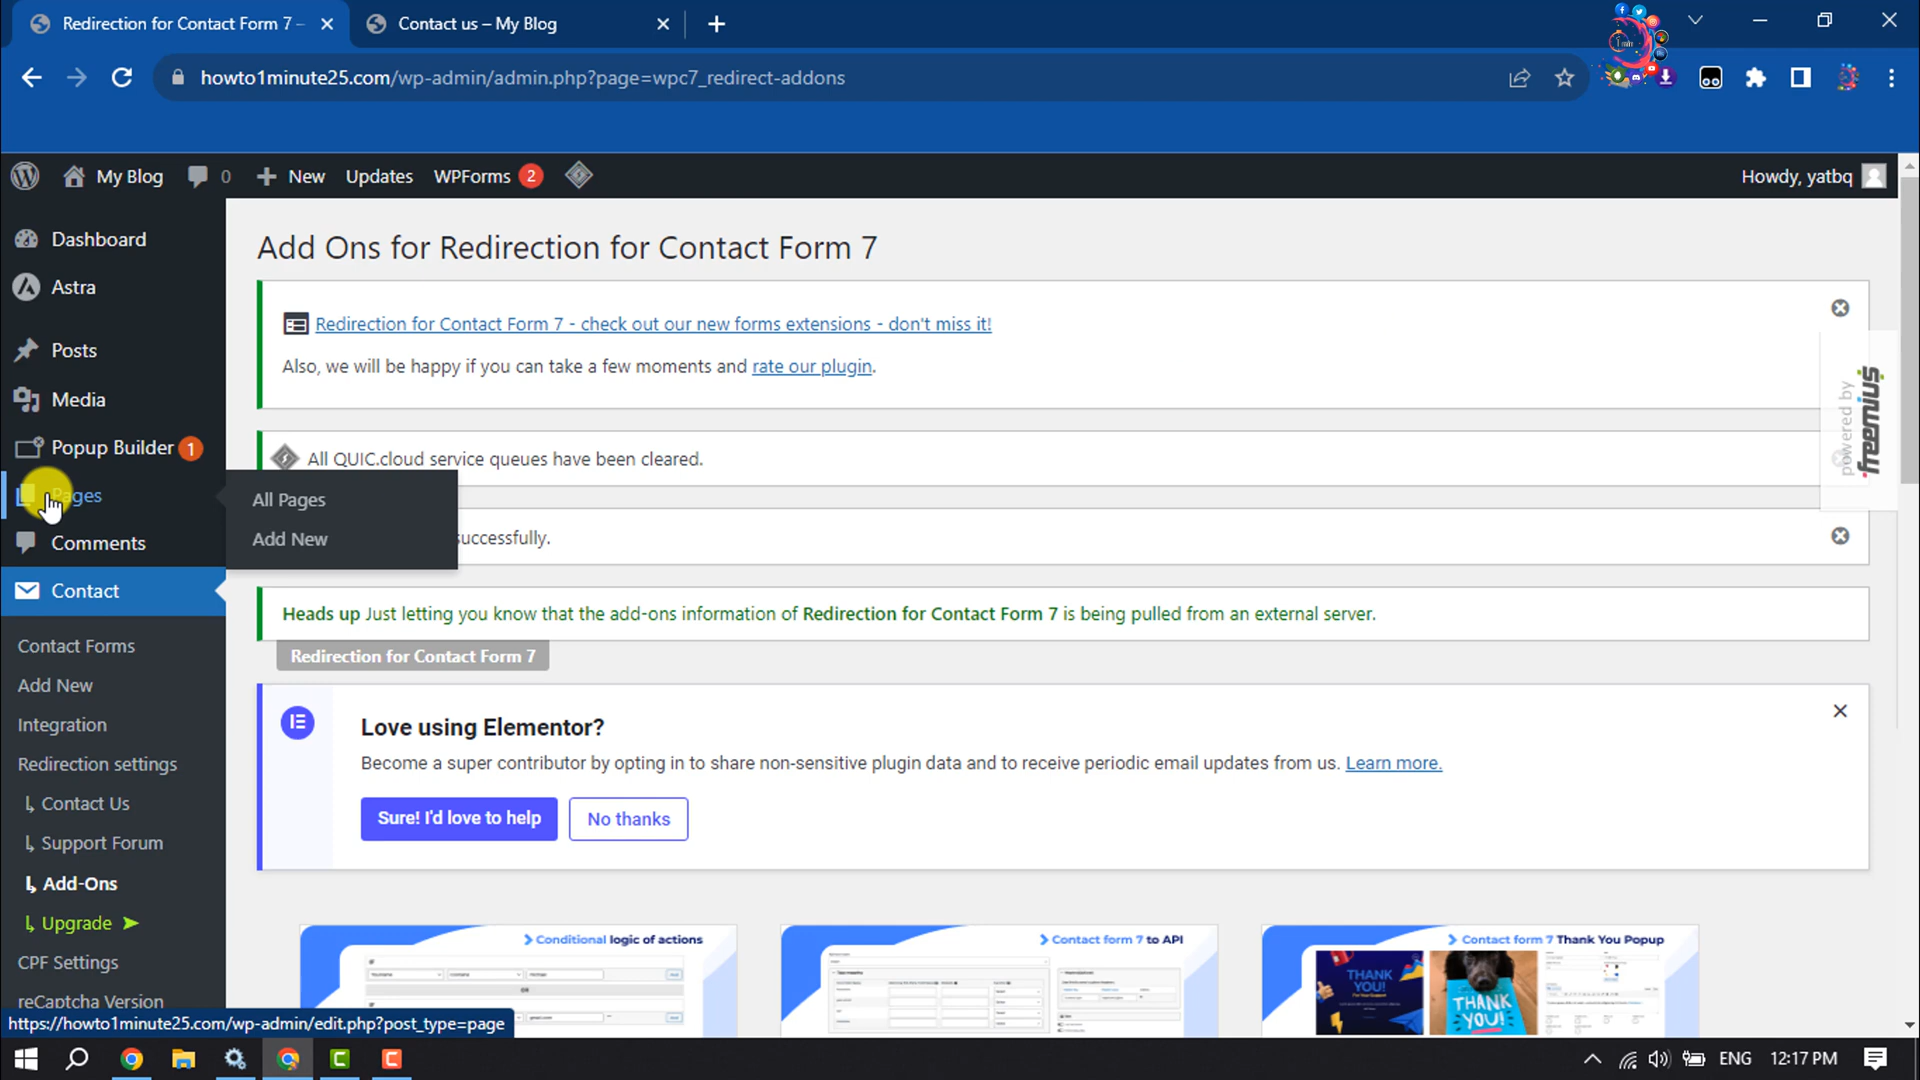 Redirection for Contact Form 7 –
Contact us – My Blog
howto1minute25.com/wp-admin/admin.php?page=wpc7_redirect-addons
My Blog
0
New
Updates
WPForms 2
Howdy, yatbq
Dashboard
Astra
Posts
Media
Popup Builder 1
Pages
Comments
Contact
Contact Forms
Add New
Integration
Redirection settings
Contact Us
Support Forum
Add-Ons
Upgrade ➤
CPF Settings
reCaptcha Version
All Pages
Add New
Add Ons for Redirection for Contact Form 7
Redirection for Contact Form 7 - check out our new forms extensions - don't miss it!
Also, we will be happy if you can take a few moments and rate our plugin.
All QUIC.cloud service queues have been cleared.
successfully.
Heads up Just letting you know that the add-ons information of Redirection for Contact Form 7 is being pulled from an external server.
Redirection for Contact Form 7
powered by
Love using Elementor?
Become a super contributor by opting in to share non-sensitive plugin data and to receive periodic email updates from us. Learn more.
Sure! I'd love to help
No thanks
Conditional logic of actions
Contact form 7 to API
Contact form 7 Thank You Popup
THANK YOU!
THANK YOU!
https://howto1minute25.com/wp-admin/edit.php?post_type=page
ENG
12:17 PM